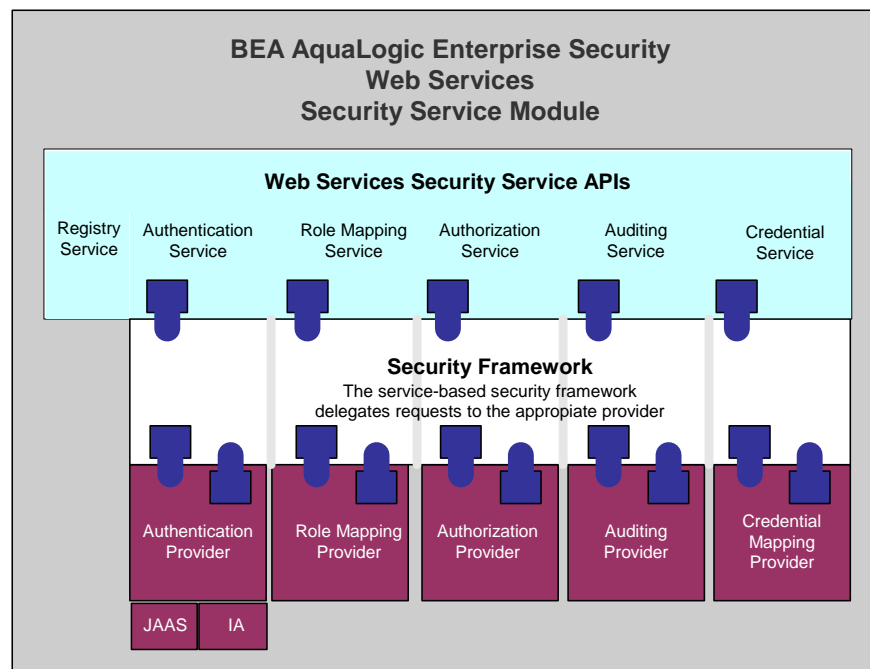 BEA AquaLogic Enterprise Security
Web Services
Security Service Module
Web Services Security Service APIs
Registry
Service
Authentication
Service
Role Mapping
Service
Authorization
Service
Auditing
Service
Credential
Service
Security Framework
The service-based security framework
delegates requests to the appropiate provider
Authentication
Provider
Role Mapping
Provider
Authorization
Provider
Auditing
Provider
Credential
Mapping
Provider
JAAS
IA